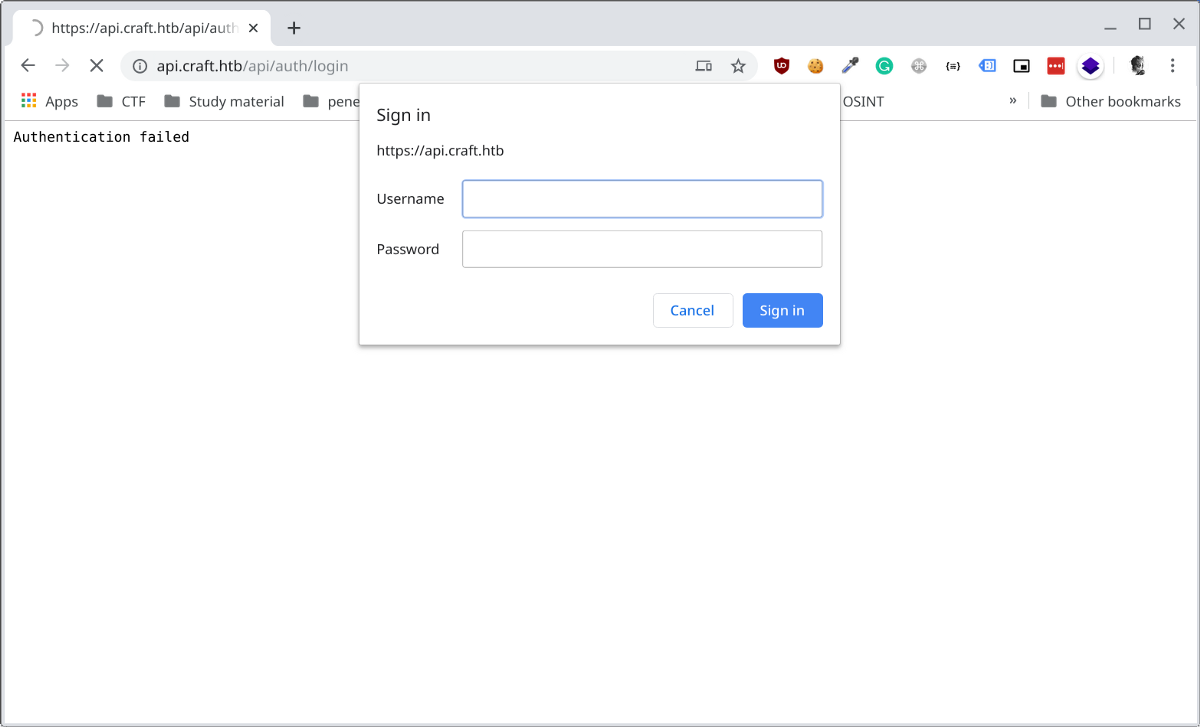 https://api.craft.htb/api/auth
api.craft.htb/api/auth/login
Apps CTF Study material pene OSINT » Other bookmarks
Authentication failed
Sign in
https://api.craft.htb
Username
Password
Cancel Sign in